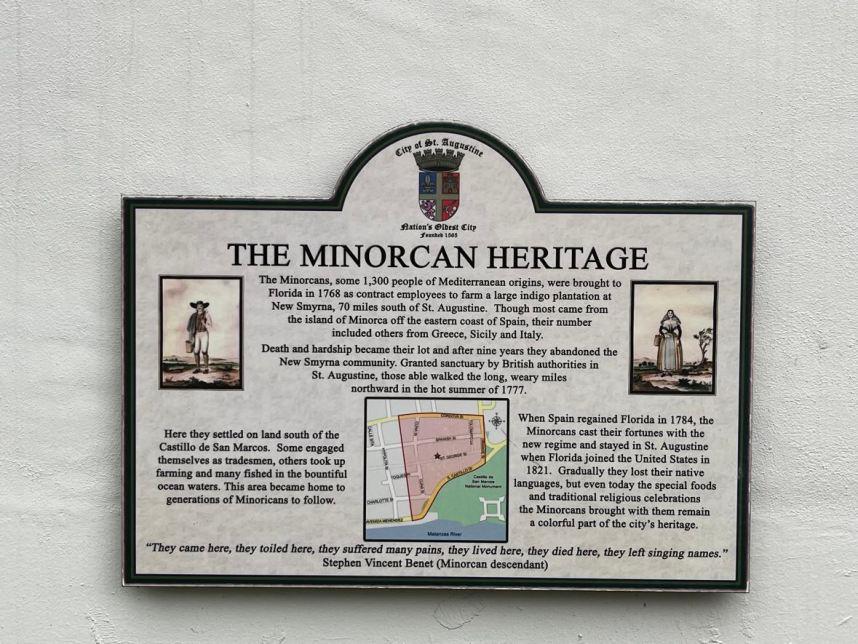 City of St. Augustine
Nation's Oldest City
Founded 1565
THE MINORCAN HERITAGE
The Minorcans, some 1,300 people of Mediterranean origins, were brought to
Florida in 1768 as contract employees to farm a large indigo plantation at
New Smyrna, 70 miles south of St. Augustine. Though most came from
the island of Minorca off the eastern coast of Spain, their number
included others from Greece, Sicily and Italy.
Death and hardship became their lot and after nine years they abandoned the
New Smyrna community. Granted sanctuary by British authorities in
St. Augustine, those able walked the long, weary miles
northward in the hot summer of 1777.
Here they settled on land south of the
Castillo de San Marcos. Some engaged
themselves as tradesmen, others took up
farming and many fished in the bountiful
ocean waters. This area became home to
generations of Minoricans to follow.
CORDOVA St
SPANISH St
ST. GEORGE St
CHARLOTTE St
AVENIDA MENENDEZ
Castillo de
San Marcos
National Monument
Matanzas River
When Spain regained Florida in 1784, the
Minorcans cast their fortunes with the
new regime and stayed in St. Augustine
when Florida joined the United States in
1821. Gradually they lost their native
languages, but even today the special foods
and traditional religious celebrations
the Minorcans brought with them remain
a colorful part of the city's heritage.
"They came here, they toiled here, they suffered many pains, they lived here, they died here, they left singing names."
Stephen Vincent Benet (Minorcan descendant)